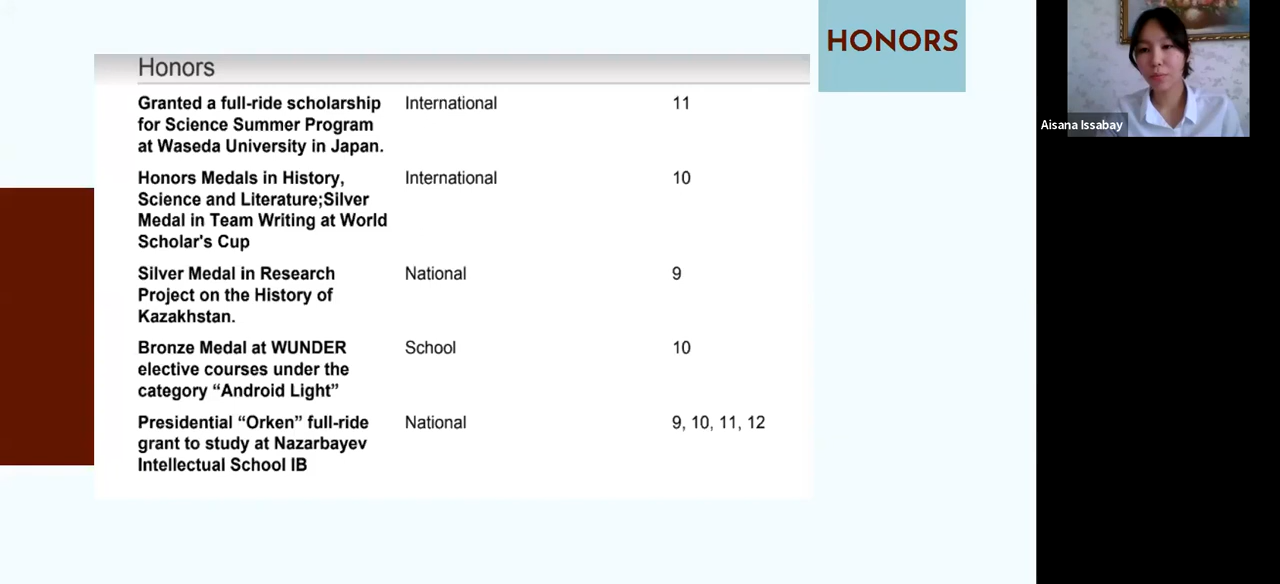 HONORS
Honors
Granted a full-ride scholarship
for Science Summer Program
at Waseda University in Japan.
International
11
Honors Medals in History,
Science and Literature;Silver
Medal in Team Writing at World
Scholar's Cup
International
10
Silver Medal in Research
Project on the History of
Kazakhstan.
National
9
Bronze Medal at WUNDER
elective courses under the
category “Android Light”
School
10
Presidential “Orken” full-ride
grant to study at Nazarbayev
Intellectual School IB
National
9, 10, 11, 12
Aisana Issabay